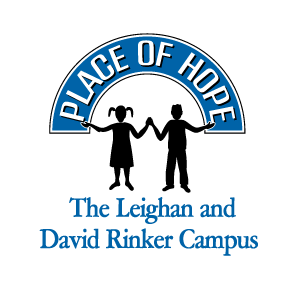 PLACE OF HOPE
The Leighan and
David Rinker Campus